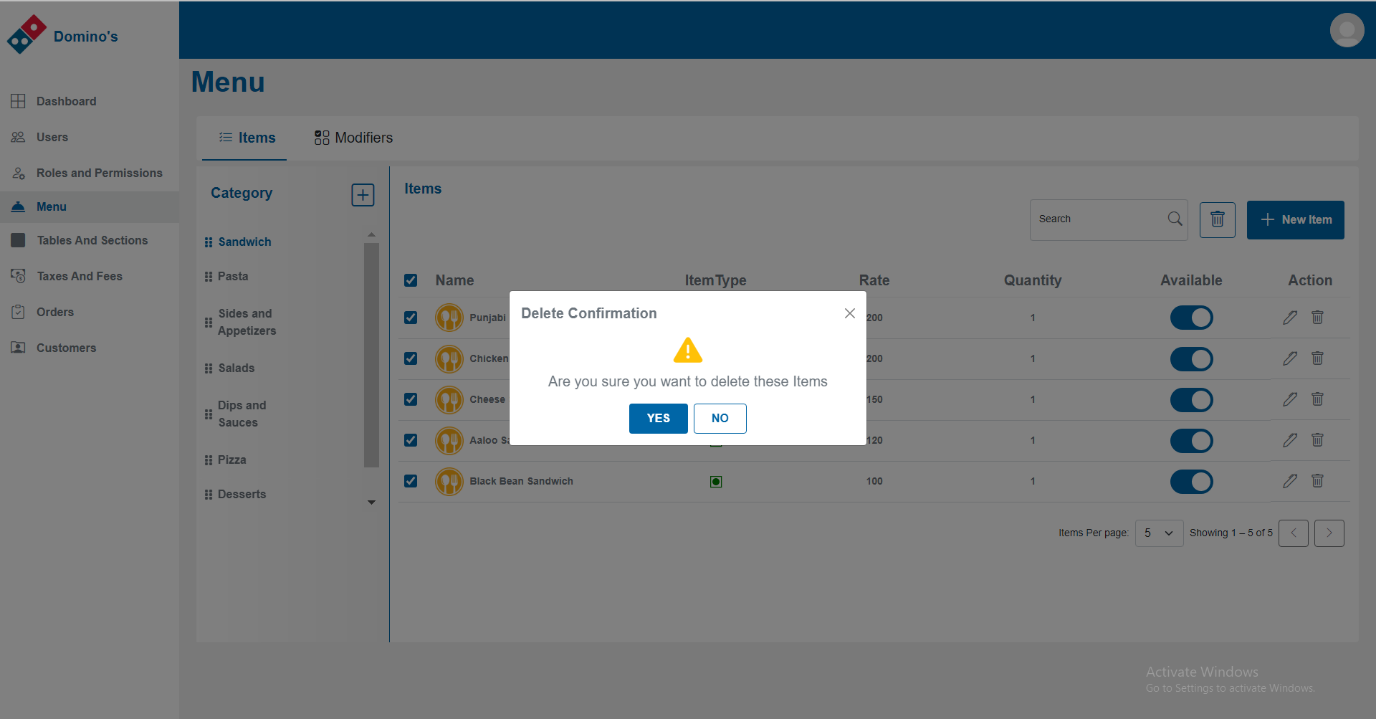 Domino's
Menu
Dashboard
Users
Roles and Permissions
Menu
Tables And Sections
Taxes And Fees
Orders
Customers
Items
Modifiers
Category
Sandwich
Pasta
Sides and
Appetizers
Salads
Dips and
Sauces
Pizza
Desserts
Items
Search
New Item
Name ItemType Rate Quantity Available Action
Punjabi 200 1
Chicken 200 1
Cheese 150 1
Aaloo 120 1
Black Bean Sandwich 100 1
Delete Confirmation
Are you sure you want to delete these Items
YES NO
Items Per page: 5 Showing 1 – 5 of 5
Activate Windows
Go to Settings to activate Windows.